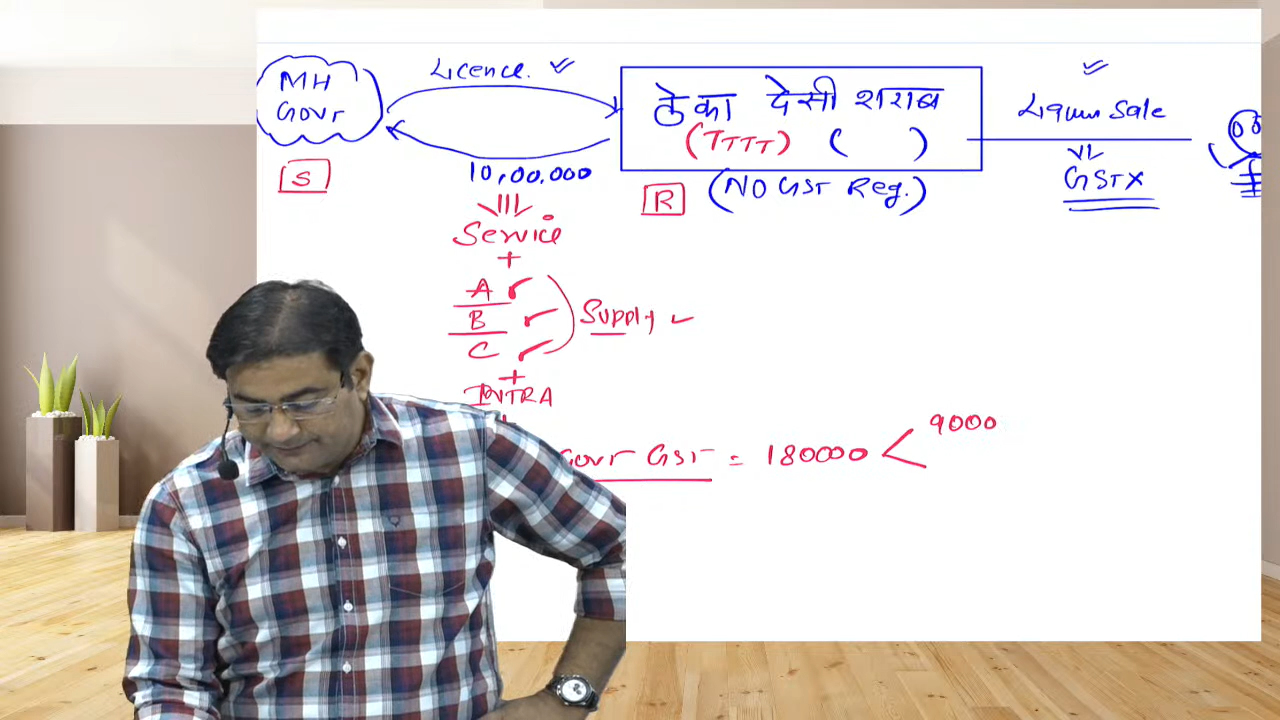 MH
Govr
Licence.
10,00,000
S
ठेका देसी शराब
(TTTT) ( )
R
(NO GST Reg.)
Liquor Sale
GST X
Service
+
A
B
C
Supply
+
INTRA
Govr GST = 180000
9000